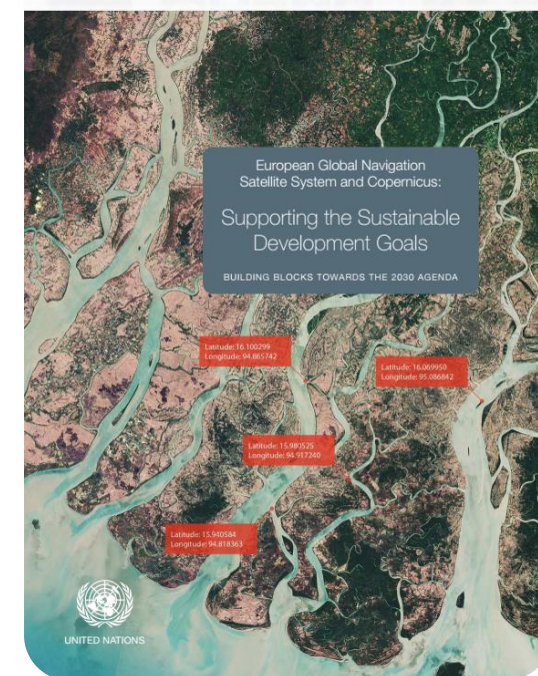 European Global Navigation
Satellite System and Copernicus:
Supporting the Sustainable
Development Goals
BUILDING BLOCKS TOWARDS THE 2030 AGENDA
Latitude: 16.100299
Longitude: 94.865742
Latitude: 16.069950
Longitude: 95.086842
Latitude: 15.980525
Longitude: 94.917240
Latitude: 15.940584
Longitude: 94.818363
UNITED NATIONS